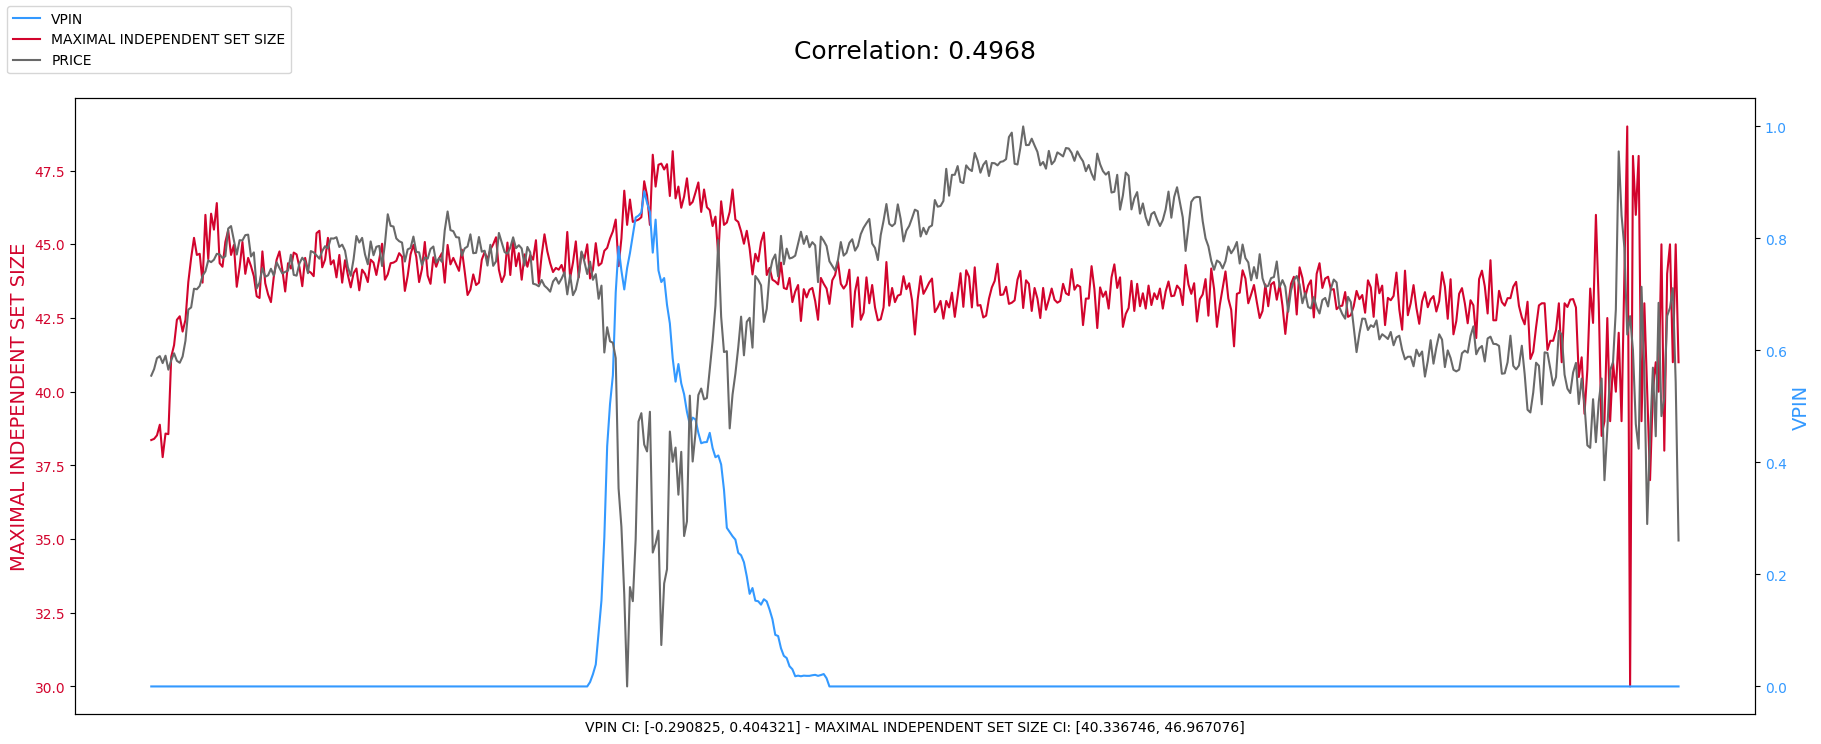 VPIN
MAXIMAL INDEPENDENT SET SIZE
PRICE
Correlation: 0.4968
MAXIMAL INDEPENDENT SET SIZE
47.5
45.0
42.5
40.0
37.5
35.0
32.5
30.0
1.0
0.8
0.6
0.4
0.2
0.0
VPIN
VPIN CI: [-0.290825, 0.404321] - MAXIMAL INDEPENDENT SET SIZE CI: [40.336746, 46.967076]